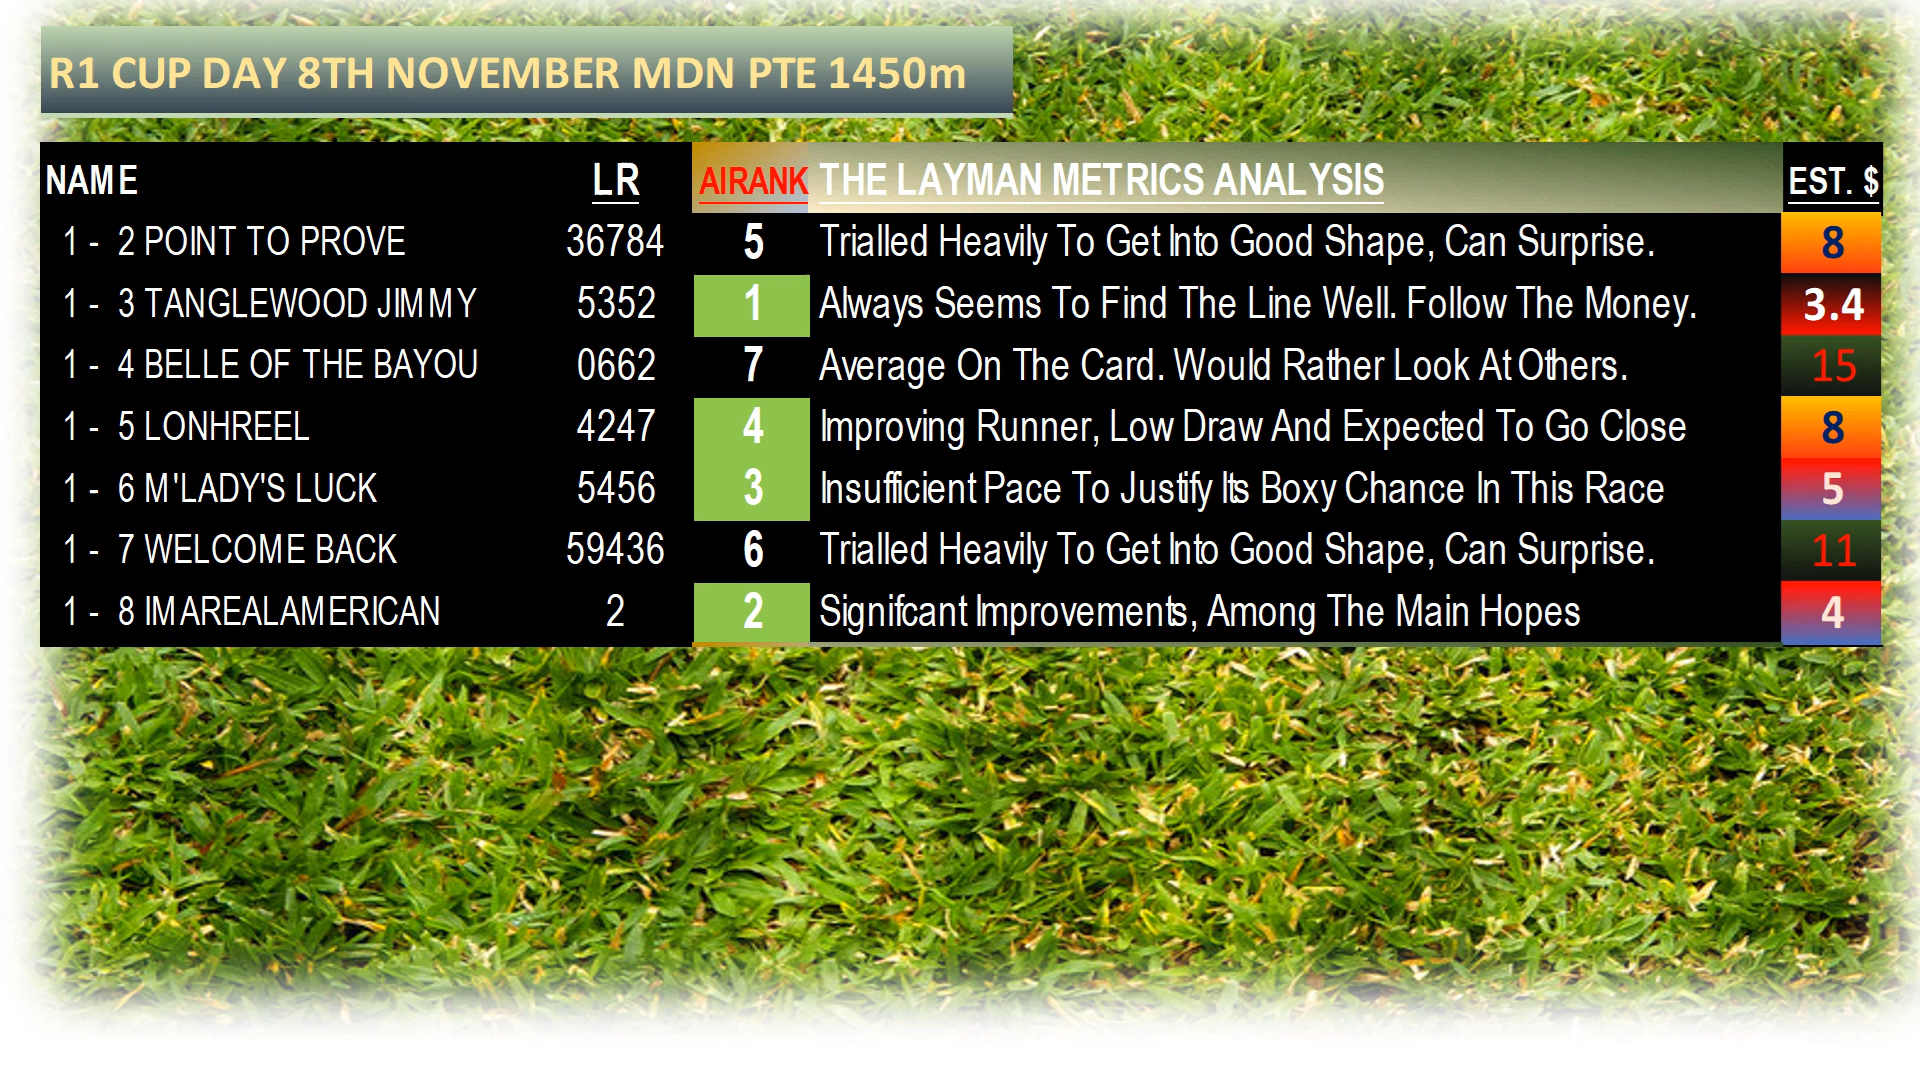 R1 CUP DAY 8TH NOVEMBER MDN PTE 1450m
NAME LR AIRANK THE LAYMAN METRICS ANALYSIS EST. $
1 - 2 POINT TO PROVE 36784 5 Trialled Heavily To Get Into Good Shape, Can Surprise. 8
1 - 3 TANGLEWOOD JIMMY 5352 1 Always Seems To Find The Line Well. Follow The Money. 3.4
1 - 4 BELLE OF THE BAYOU 0662 7 Average On The Card. Would Rather Look At Others. 15
1 - 5 LONHREEL 4247 4 Improving Runner, Low Draw And Expected To Go Close 8
1 - 6 M'LADY'S LUCK 5456 3 Insufficient Pace To Justify Its Boxy Chance In This Race 5
1 - 7 WELCOME BACK 59436 6 Trialled Heavily To Get Into Good Shape, Can Surprise. 11
1 - 8 IMAREALAMERICAN 2 2 Signifcant Improvements, Among The Main Hopes 4